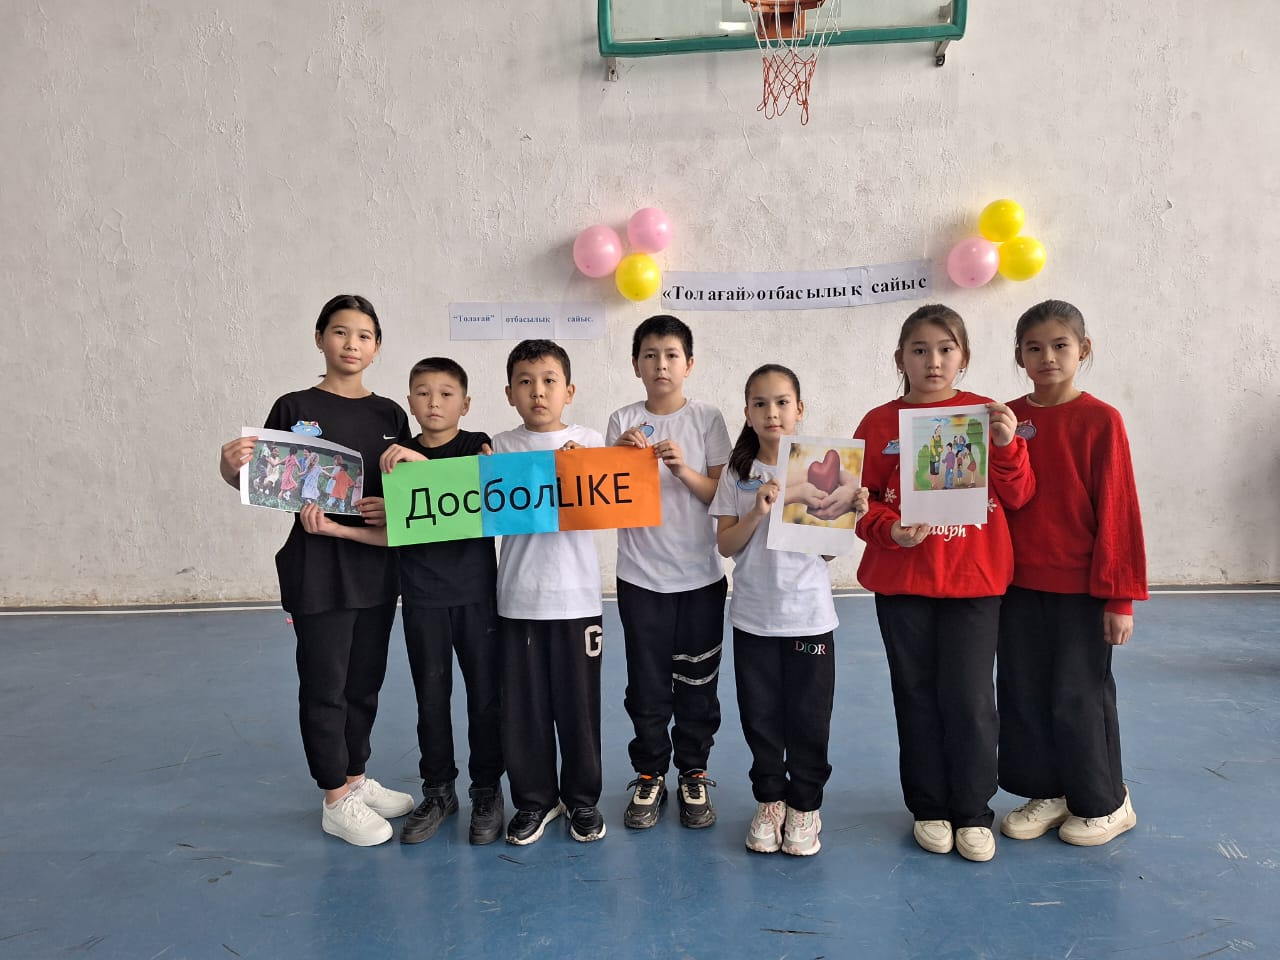 «Толағай» отбасылық сайыс
“Толағай” отбасылық сайыс.
ДосболLIKE
G
DIOR